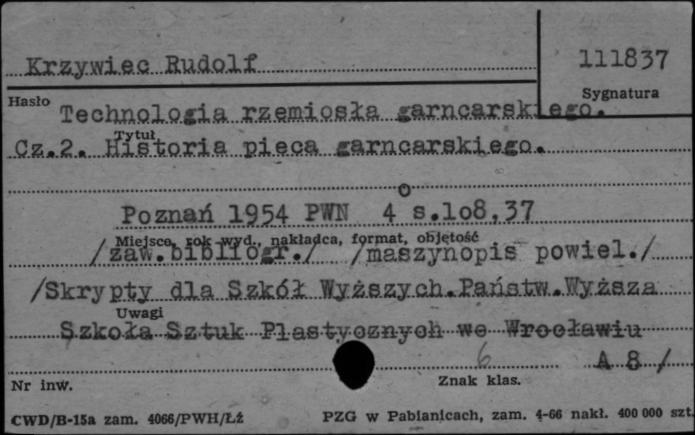 Krzywiec Rudolf
111837
Hasło
Sygnatura
Technologia rzemiosła garncarskiego.
Tytuł
Cz.2. Historia pieca garncarskiego.
Poznań 1954 PWN 4° s.108,37
Miejsce, rok wyd., nakładca, format, objętość
/zaw.bibliogr./ /maszynopis powiel./
/Skrypty dla Szkół Wyższych.Państw.Wyższa
Uwagi
Szkoła Sztuk Plastycznych we Wrocławiu
6 A 8 /
Nr inw. Znak klas.
CWD/B-15a zam. 4066/PWH/Łż PZG w Pabianicach, zam. 4-66 nakł. 400 000 szt.